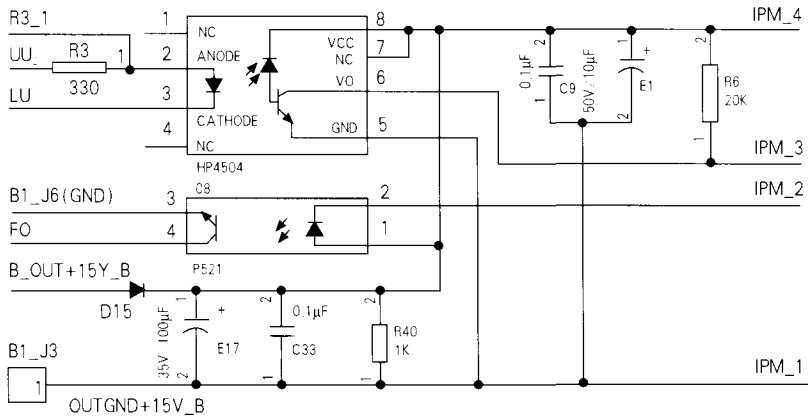 R3_1
1
NC
8
IPM_4
VCC
NC
7
UU_
R3
330
1
2
ANODE
VO
6
LU
3
CATHODE
GND
5
4
NC
HP4504
2
0.1μF
1
C9
1
50V/10μF
+
2
E1
2
R6
20K
1
IPM_3
C8
B1_J6(GND)
3
2
IPM_2
FO
4
1
P521
B_OUT+15Y_B
D15
1
35V 100μF
+
2
E17
2
0.1μF
1
C33
2
R40
1K
1
B1_J3
1
OUTGND+15V_B
IPM_1